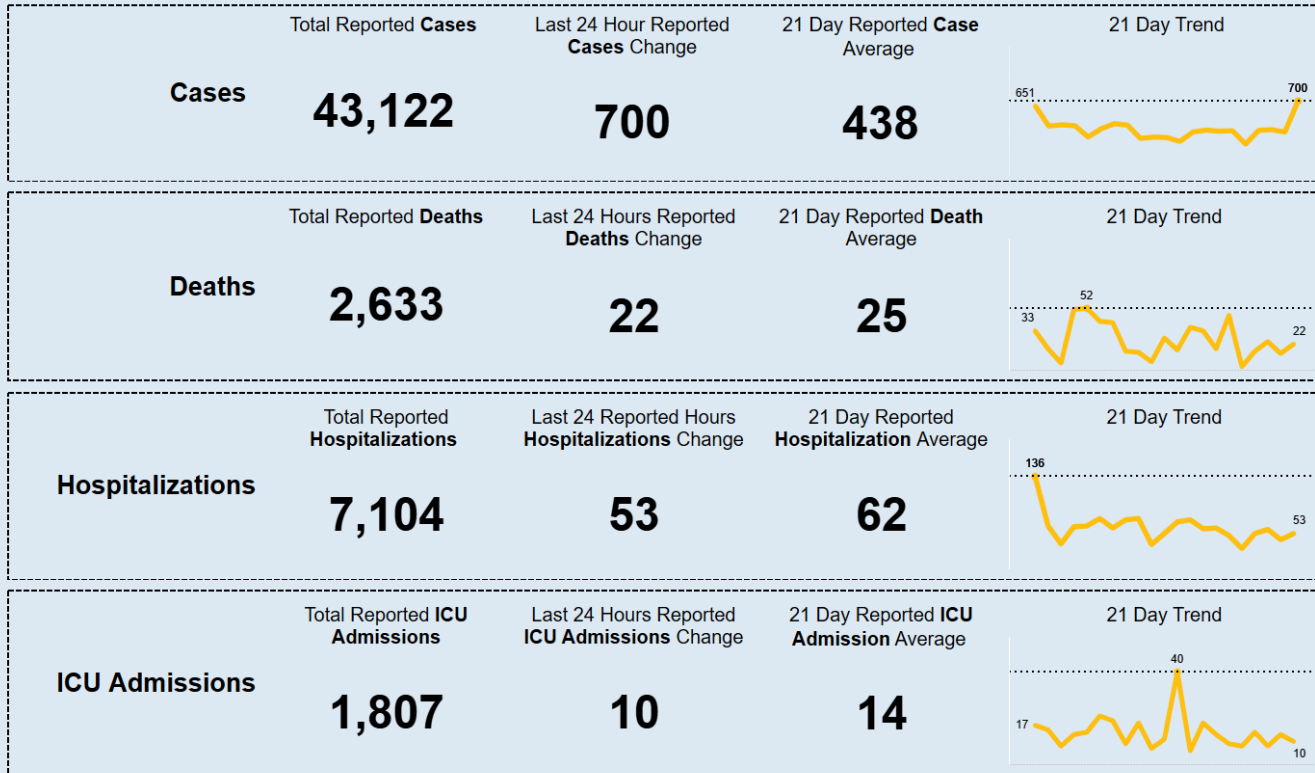 Total Reported Cases
Last 24 Hour Reported
Cases Change
21 Day Reported Case
Average
21 Day Trend
Cases
43,122
700
438
651
700
Total Reported Deaths
Last 24 Hours Reported
Deaths Change
21 Day Reported Death
Average
21 Day Trend
Deaths
2,633
22
25
33
52
22
Total Reported
Hospitalizations
Last 24 Reported Hours
Hospitalizations Change
21 Day Reported
Hospitalization Average
21 Day Trend
Hospitalizations
7,104
53
62
136
53
Total Reported ICU
Admissions
Last 24 Hours Reported
ICU Admissions Change
21 Day Reported ICU
Admission Average
21 Day Trend
ICU Admissions
1,807
10
14
17
40
10